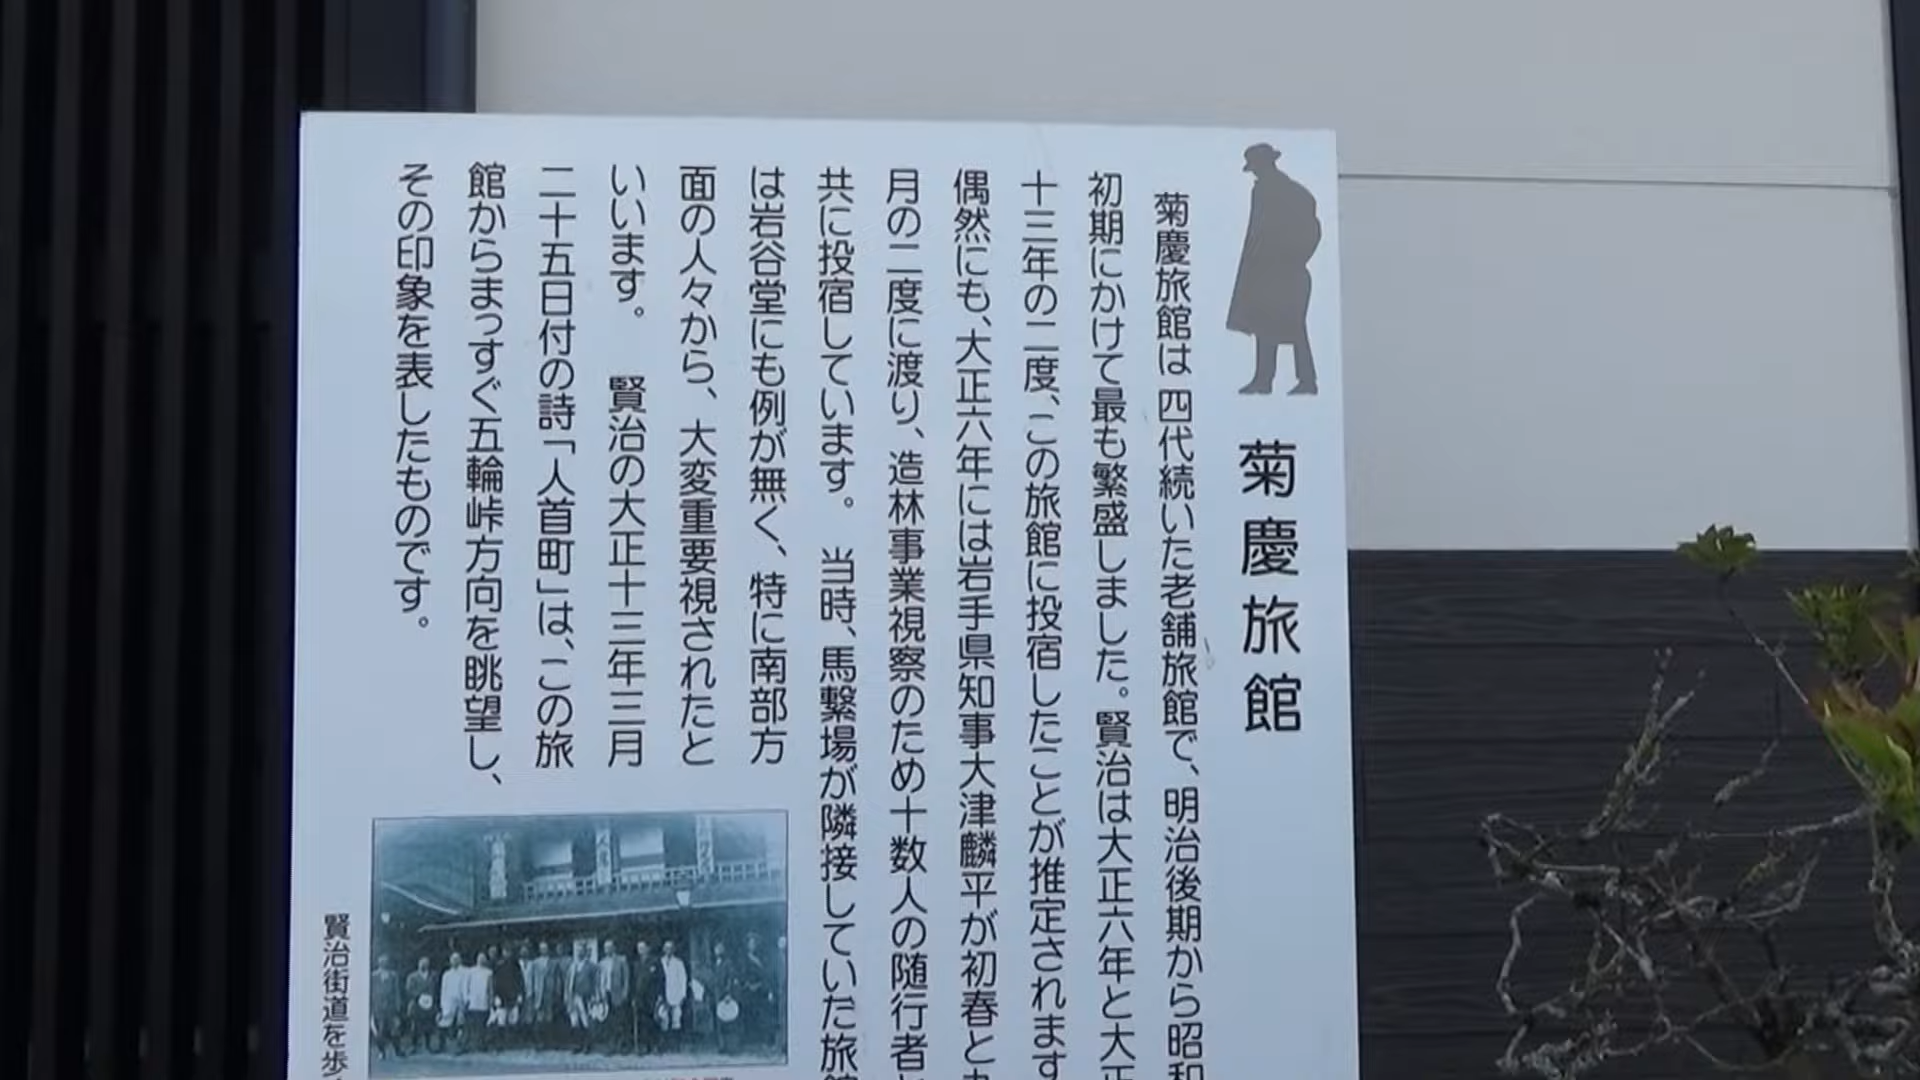 菊慶旅館
菊慶旅館は 四代続いた老舗旅館で、明治後期から昭和
初期にかけて最も繁盛しました。賢治は大正六年と大正
十三年の二度、この旅館に投宿したことが推定されます
偶然にも、大正六年には岩手県知事大津麟平が初春と
月の二度に渡り、造林事業視察のため十数人の随行者と
共に投宿しています。 当時、馬繋場が隣接していた旅館
は岩谷堂にも例が無く、特に南部方
面の人々から、大変重要視されたと
いいます。 賢治の大正十三年三月
二十五日付の詩「人首町」は、この旅
館からまっすぐ五輪峠方向を眺望し、
その印象を表したものです。
賢治街道を歩